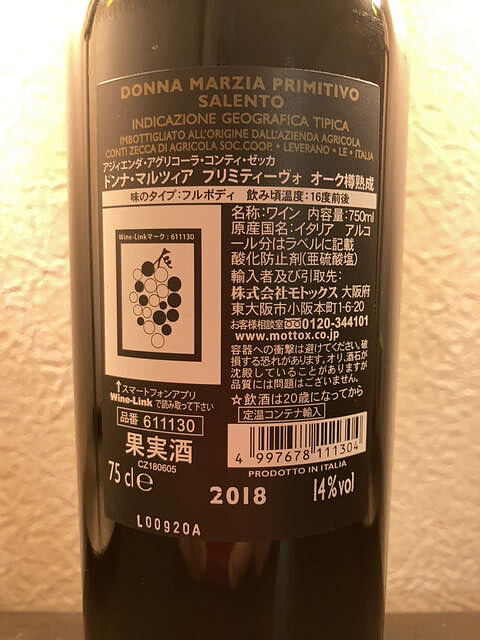 DONNA MARZIA PRIMITIVO
SALENTO
INDICAZIONE GEOGRAFICA TIPICA
IMBOTTIGLIATO ALL'ORIGINE DALL'AZIENDA AGRICOLA
CONTI ZECCA DI AGRICOLA SOC.COOP. • LEVERANO • LE • ITALIA
アジィエンダ・アグリコーラ・コンティ・ゼッカ
ドンナ・マルツィア プリミティーヴォ オーク樽熟成
味のタイプ:フルボディ 飲み頃温度:16度前後
Wine-Linkマーク:611130
↑スマートフォンアプリ
Wine-Link で読み取って下さい
品番 611130
果実酒
CZ180605
75 cl e
名称:ワイン 内容量:750ml
原産国名:イタリア アルコ
ール分はラベルに記載
酸化防止剤(亜硫酸塩)
輸入者及び引取先:
株式会社モトックス 大阪府
東大阪市小阪本町1-6-20
お客様相談室 0120-344101
www.mottox.co.jp
容器への衝撃は避けてください。破
損する恐れがあります。オリ、酒石が
沈殿していることがありますが
品質には問題はございません。
☆飲酒は20歳になってから
定温コンテナ輸入
4 997678 111304
PRODOTTO IN ITALIA
2018
14% vol
L00920A